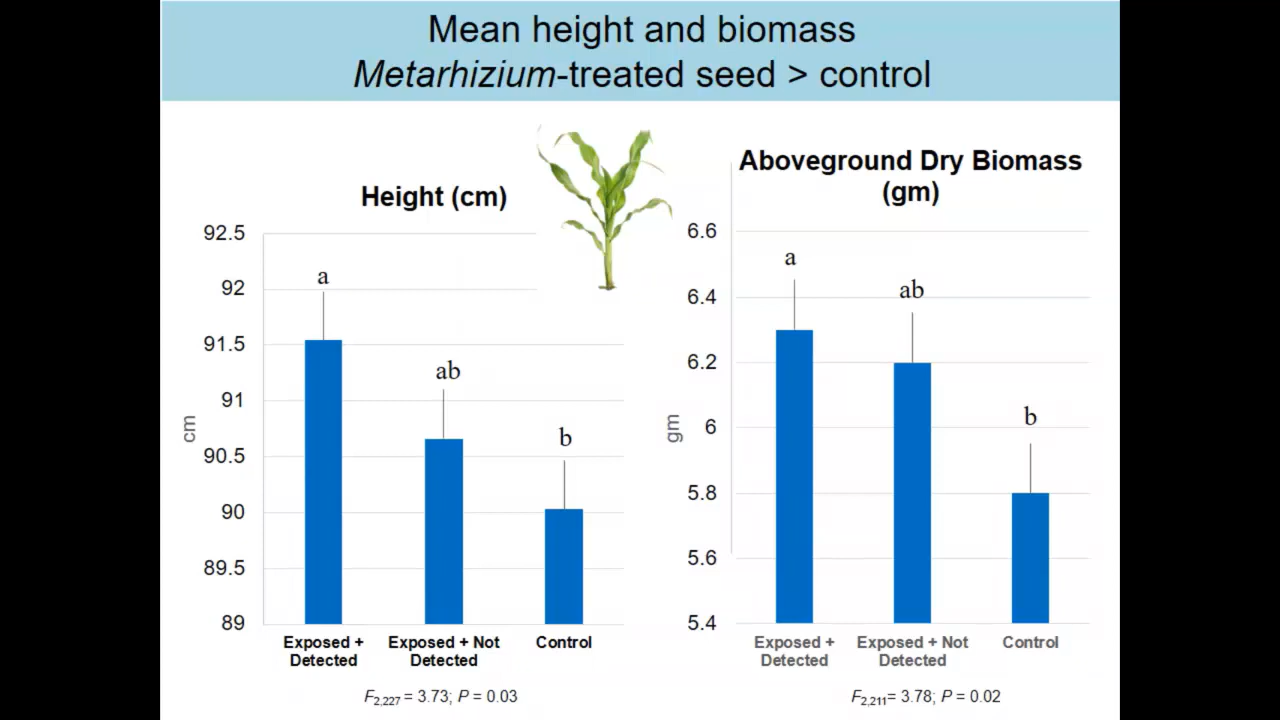 Mean height and biomass
Metarhizium-treated seed > control
Height (cm)
92.5
92
91.5
91
90.5
90
89.5
89
cm
a
ab
b
Exposed +
Detected
Exposed + Not
Detected
Control
F2,227 = 3.73; P = 0.03
Aboveground Dry Biomass
(gm)
6.6
6.4
6.2
6
5.8
5.6
5.4
gm
a
ab
b
Exposed +
Detected
Exposed + Not
Detected
Control
F2,211= 3.78; P = 0.02